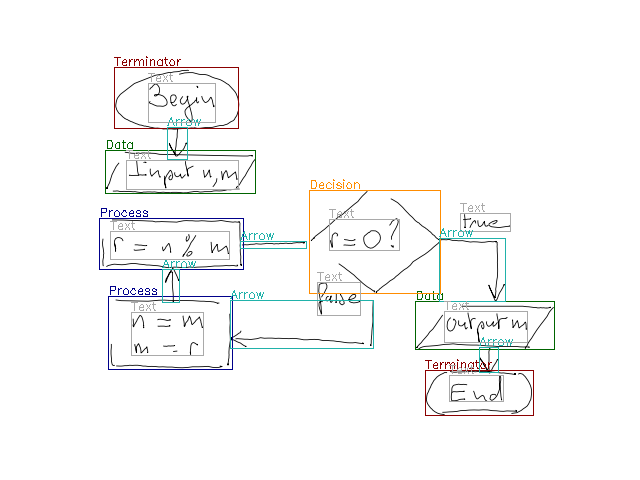 Terminator
Text
Begin
Arrow
Data
Text
Input n,m
Process
Text
r = n % m
Arrow
Decision
Text
r = 0 ?
Text
true
Arrow
Arrow
Process
Text
n = m
m = r
Arrow
Text
false
Data
Text
output m
Arrow
Terminator
Text
End